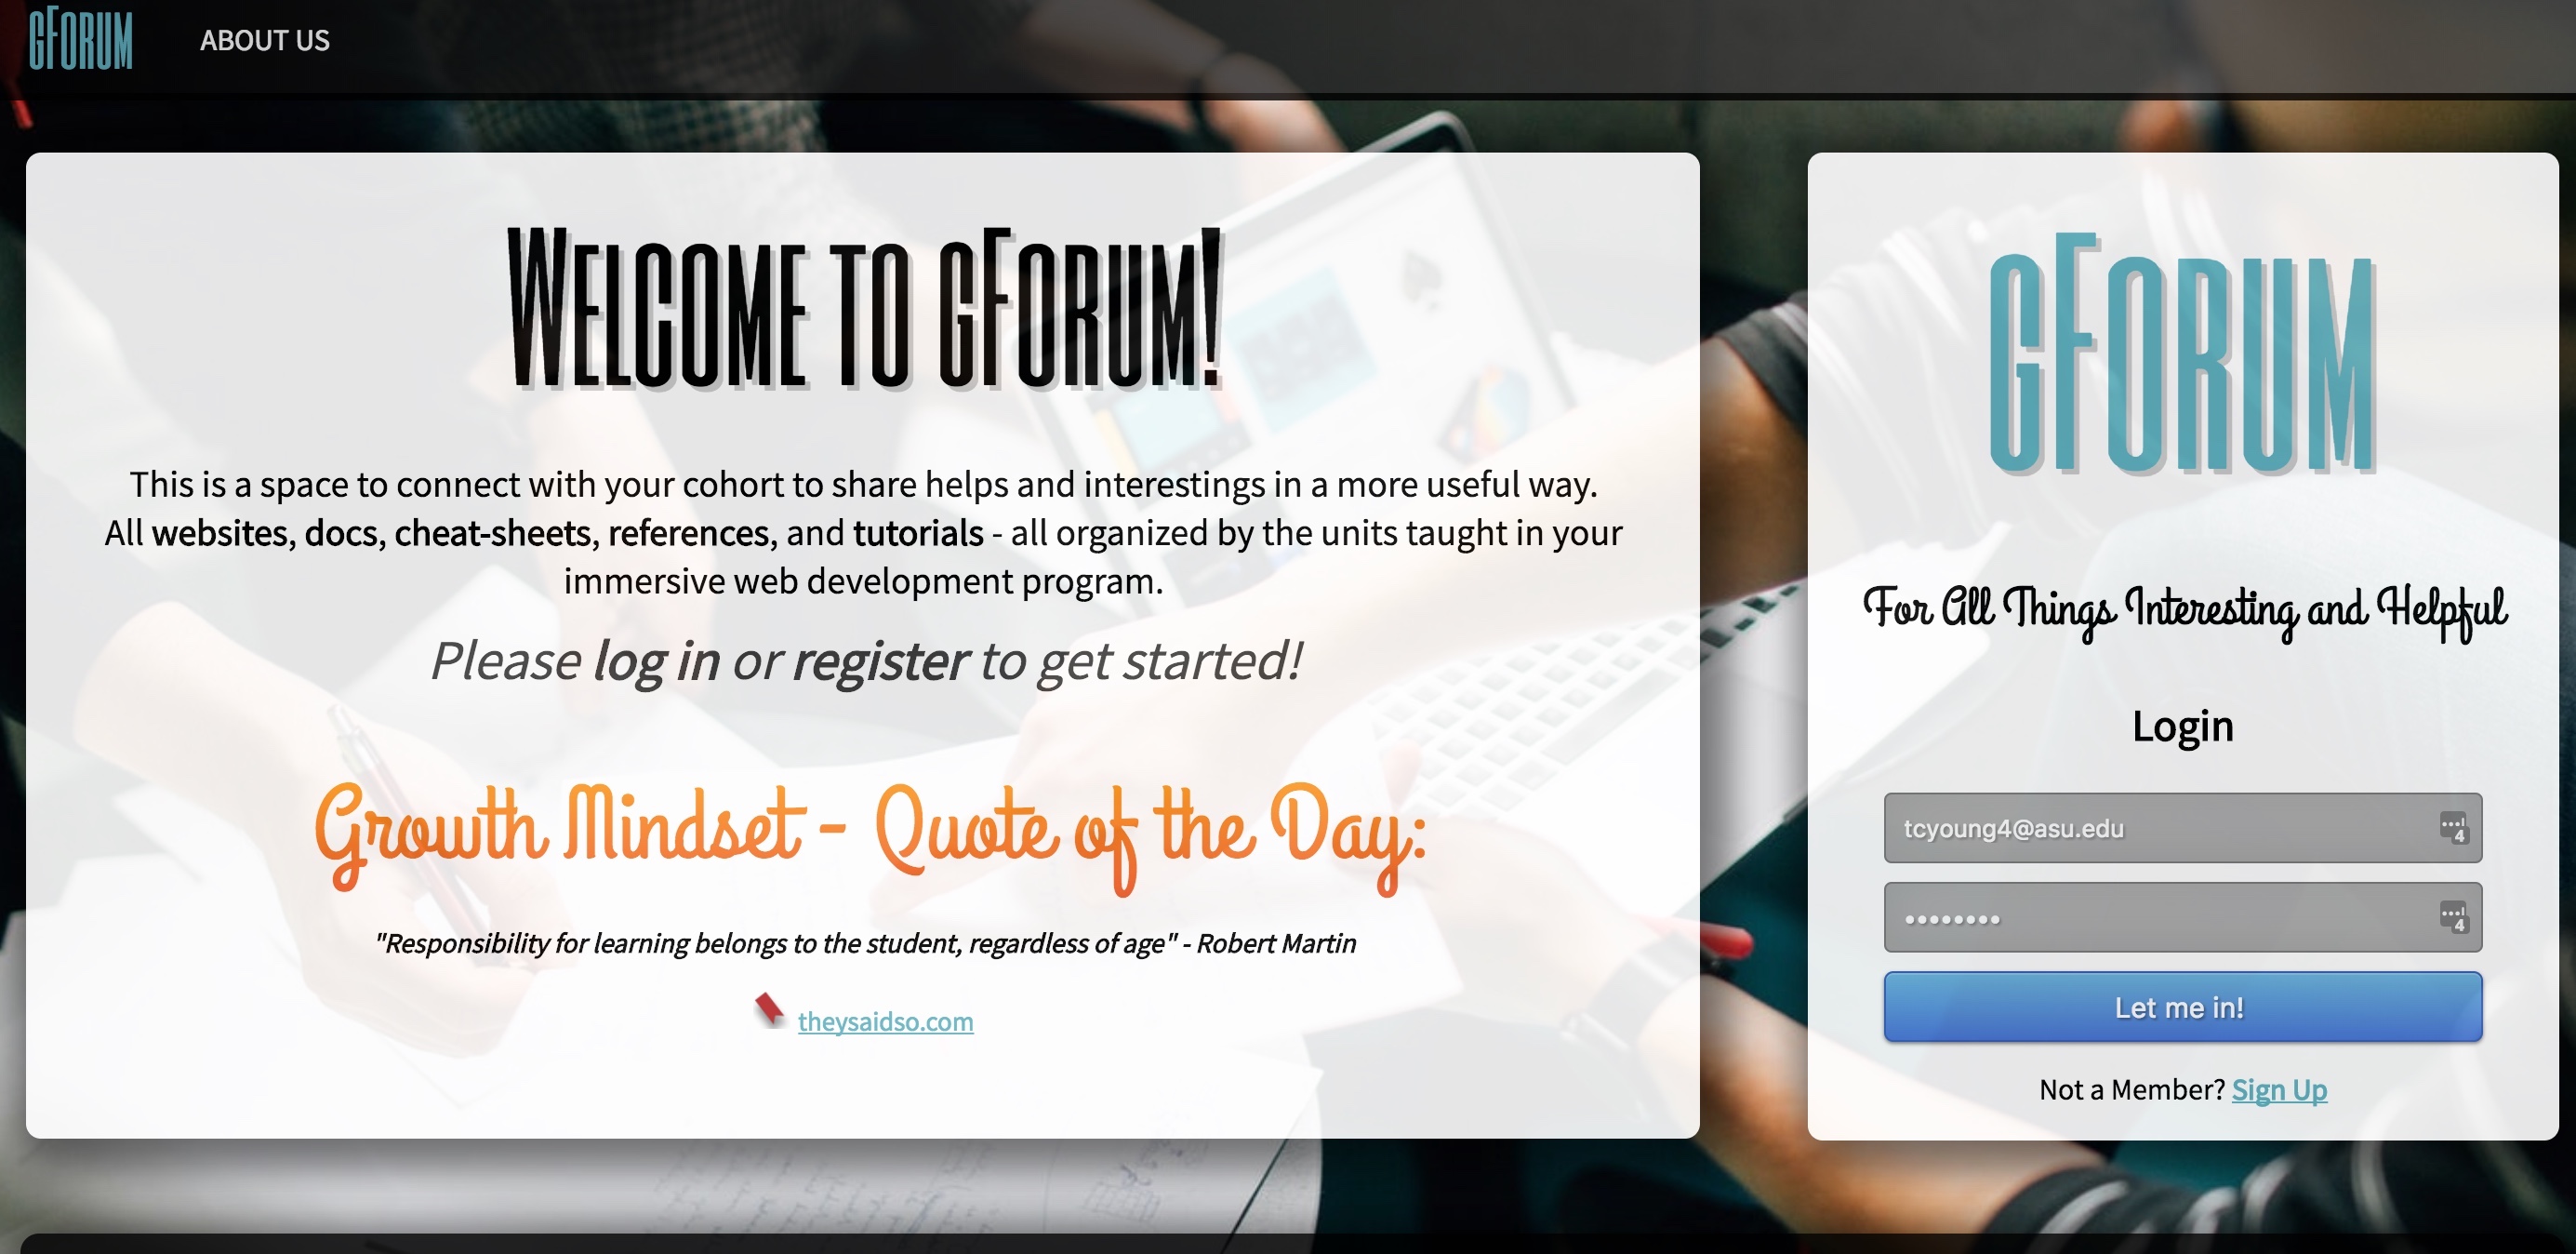 GFORUM
ABOUT US
WELCOME TO GFORUM!
This is a space to connect with your cohort to share helps and interestings in a more useful way.
All websites, docs, cheat-sheets, references, and tutorials - all organized by the units taught in your
immersive web development program.
Please log in or register to get started!
Growth Mindset - Quote of the Day:
"Responsibility for learning belongs to the student, regardless of age" - Robert Martin
theysaidso.com
GFORUM
For All Things Interesting and Helpful
Login
tcyoung4@asu.edu
4
••••••••
4
Let me in!
Not a Member? Sign Up